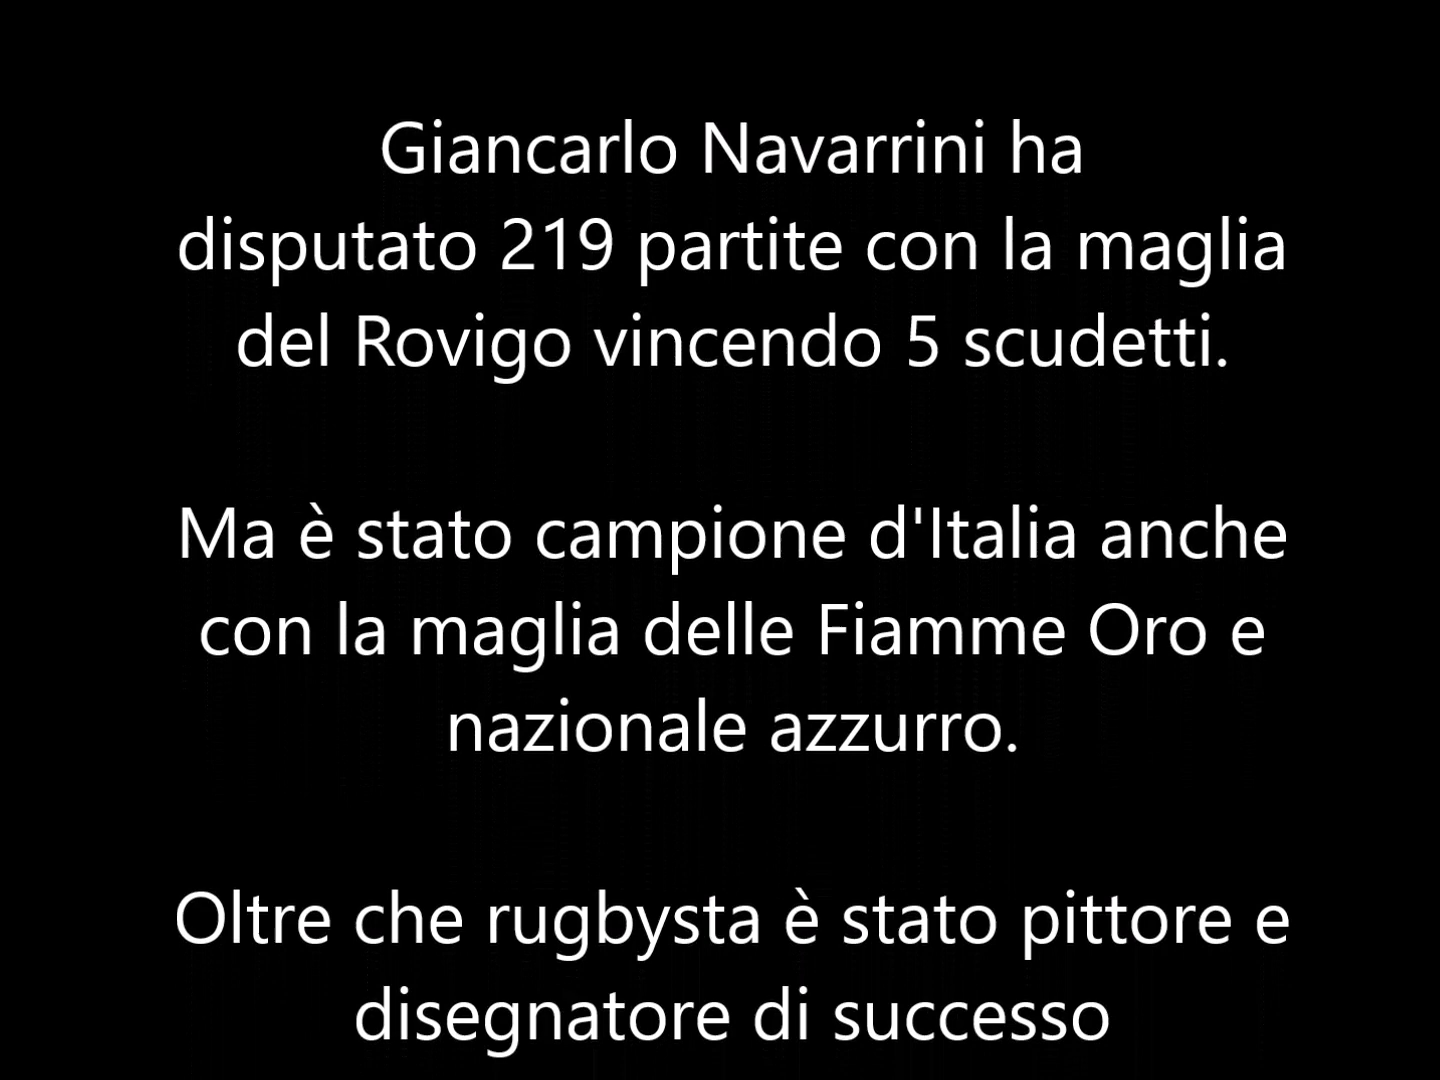 Giancarlo Navarrini ha
disputato 219 partite con la maglia
del Rovigo vincendo 5 scudetti.
Ma è stato campione d'Italia anche
con la maglia delle Fiamme Oro e
nazionale azzurro.
Oltre che rugbysta è stato pittore e
disegnatore di successo